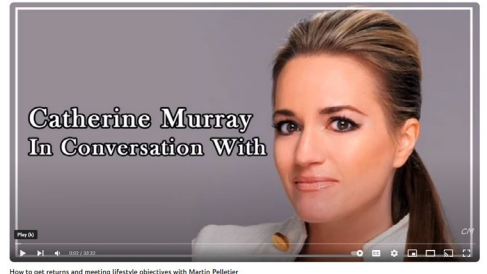 Catherine Murray
In Conversation With
CM
Play (k)
0:03 / 33:32
How to get returns and meeting lifestyle objectives with Martin Pelletier